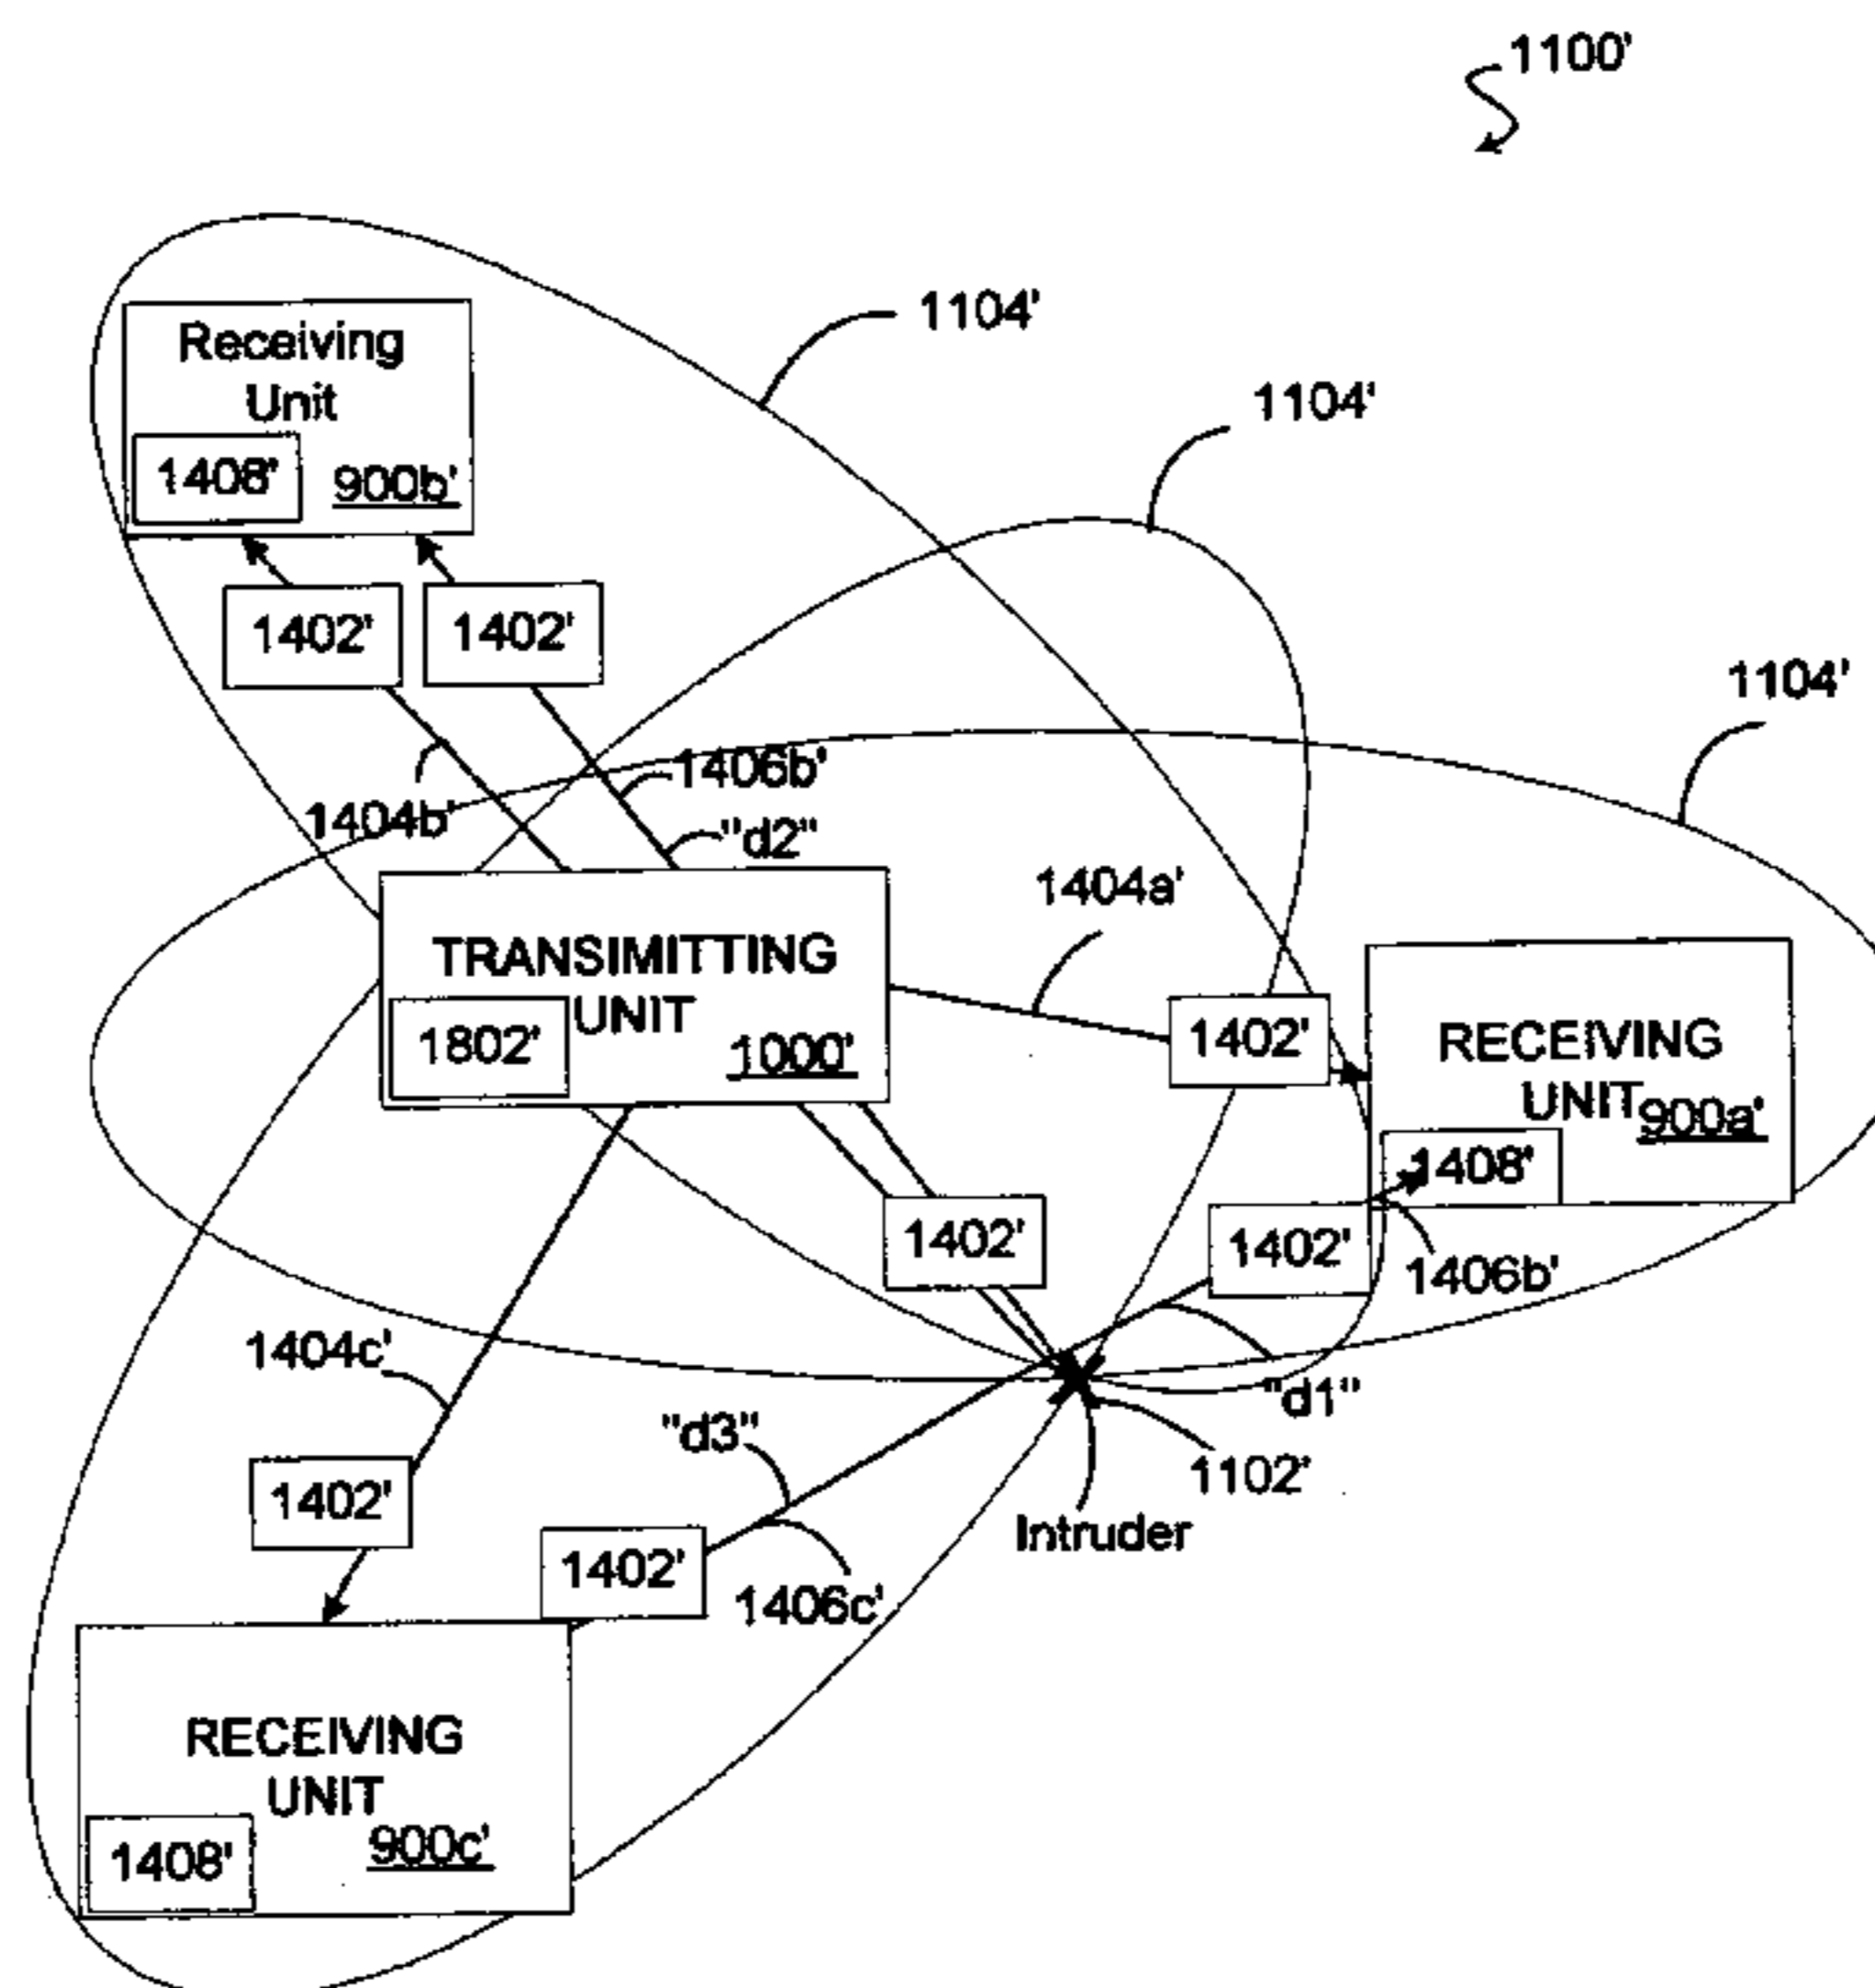 1100'
1104'
1104'
Receiving
Unit
1408'
900b'
1402'
1402'
1104'
1406b'
1404b'
"d2"
1404a'
TRANSIMITTING
UNIT
1802'
1000'
1402'
RECEIVING
UNIT
900a'
1408'
1402'
1402'
1406b'
1404c'
"d1"
"d3"
1102'
1402'
Intruder
1402'
1406c'
RECEIVING
UNIT
900c'
1408'